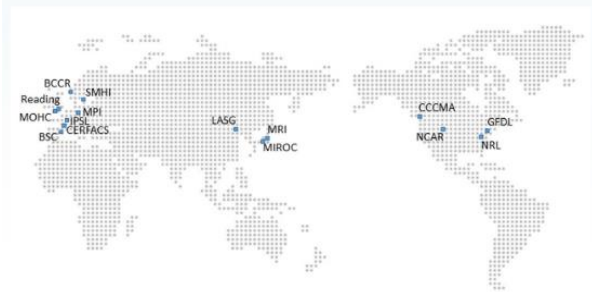 BCCR
SMHI
Reading
MPI
MOHC
IPSL
CERFACS
BSC
LASG
MRI
MIROC
CCCMA
GFDL
NCAR
NRL